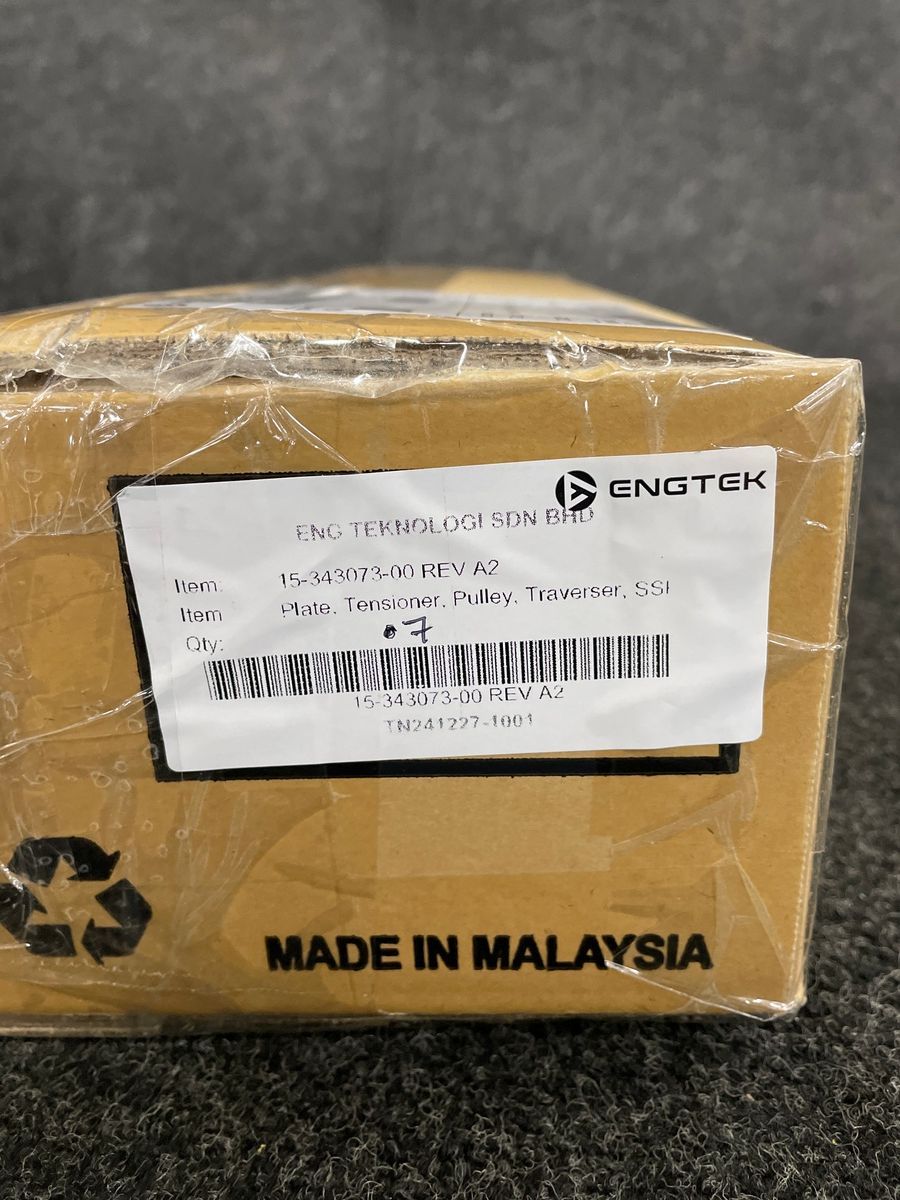 ENGTEK
ENG TEKNOLOGI SDN BHD
Item: 15-343073-00 REV A2
Item Plate, Tensioner, Pulley, Traverser, SSI
Qty: 07
15-343073-00 REV A2
TN241227-1001
MADE IN MALAYSIA